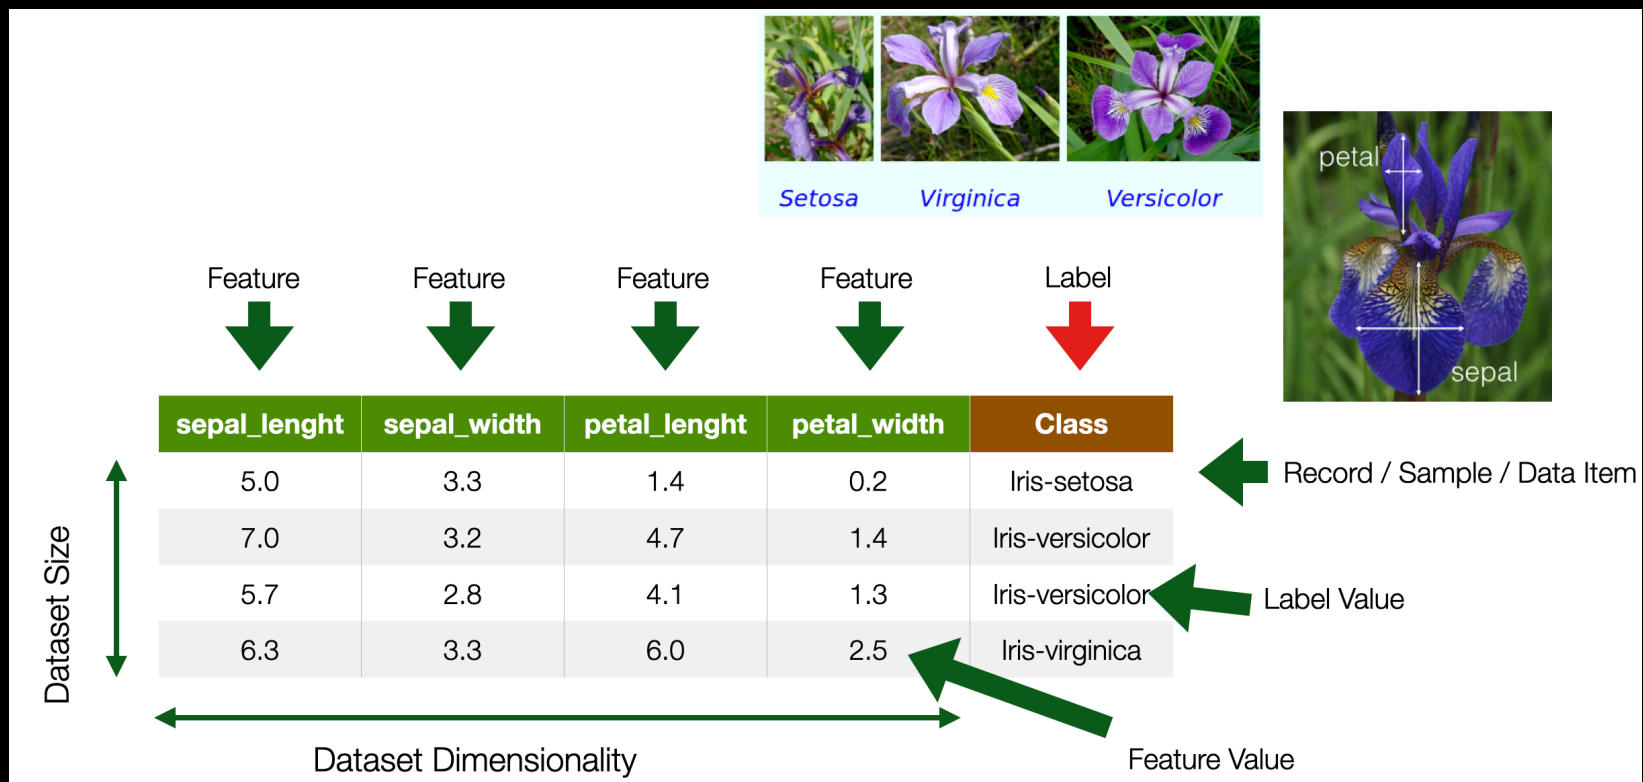 Setosa Virginica Versicolor
petal
sepal
Feature Feature Feature Feature Label
sepal_lenght sepal_width petal_lenght petal_width Class
5.0 3.3 1.4 0.2 Iris-setosa
7.0 3.2 4.7 1.4 Iris-versicolor
5.7 2.8 4.1 1.3 Iris-versicolor
6.3 3.3 6.0 2.5 Iris-virginica
Record / Sample / Data Item
Label Value
Dataset Size
Dataset Dimensionality
Feature Value